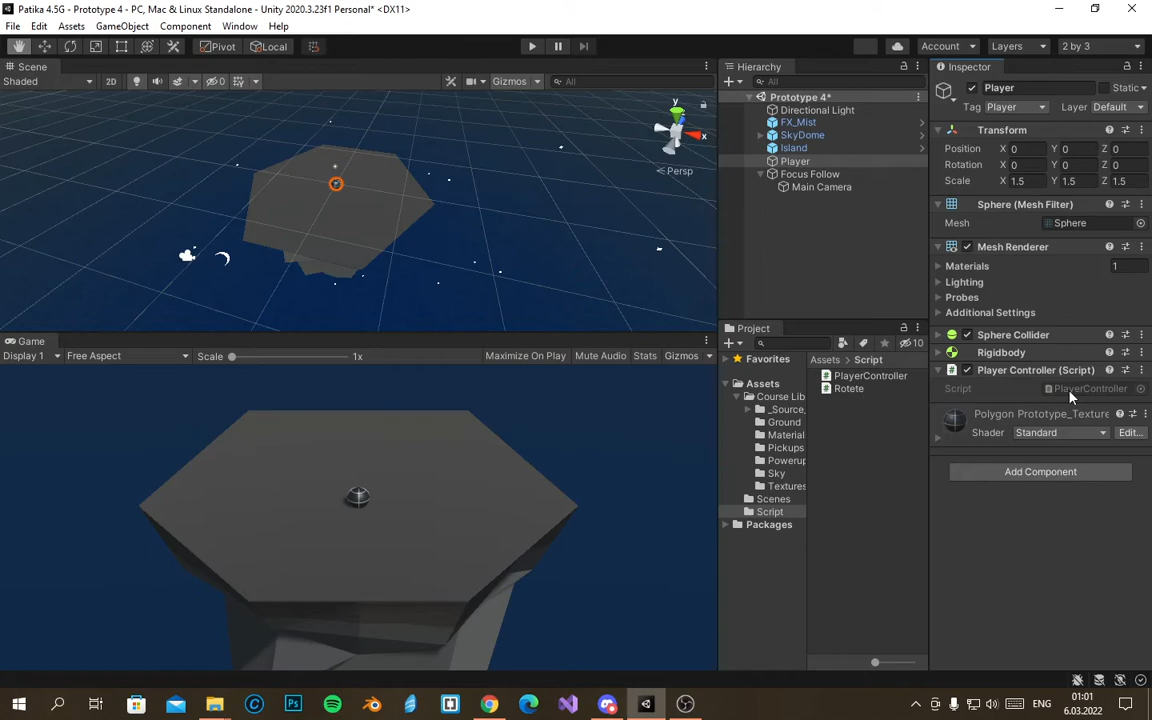 Patika 4.5G - Prototype 4 - PC, Mac & Linux Standalone - Unity 2020.3.23f1 Personal* <DX11>
File Edit Assets GameObject Component Window Help
Pivot Local Account Layers 2 by 3
Scene
Shaded 2D 0 Gizmos All
y
x
< Persp
Game
Display 1 Free Aspect Scale 1x Maximize On Play Mute Audio Stats Gizmos
Hierarchy
All
Prototype 4*
Directional Light
FX_Mist
SkyDome
Island
Player
Focus Follow
Main Camera
Project
10
Favorites
Assets
Course Lib
_Source_
Ground
Material
Pickups
Powerup
Sky
Textures
Scenes
Script
Packages
Assets > Script
PlayerController
Rotete
Inspector
Player Static
Tag Player Layer Default
Transform
Position X 0 Y 0 Z 0
Rotation X 0 Y 0 Z 0
Scale X 1.5 Y 1.5 Z 1.5
Sphere (Mesh Filter)
Mesh Sphere
Mesh Renderer
Materials 1
Lighting
Probes
Additional Settings
Sphere Collider
Rigidbody
Player Controller (Script)
Script PlayerController
Polygon Prototype_Texture
Shader Standard Edit...
Add Component
ENG
01:01
6.03.2022